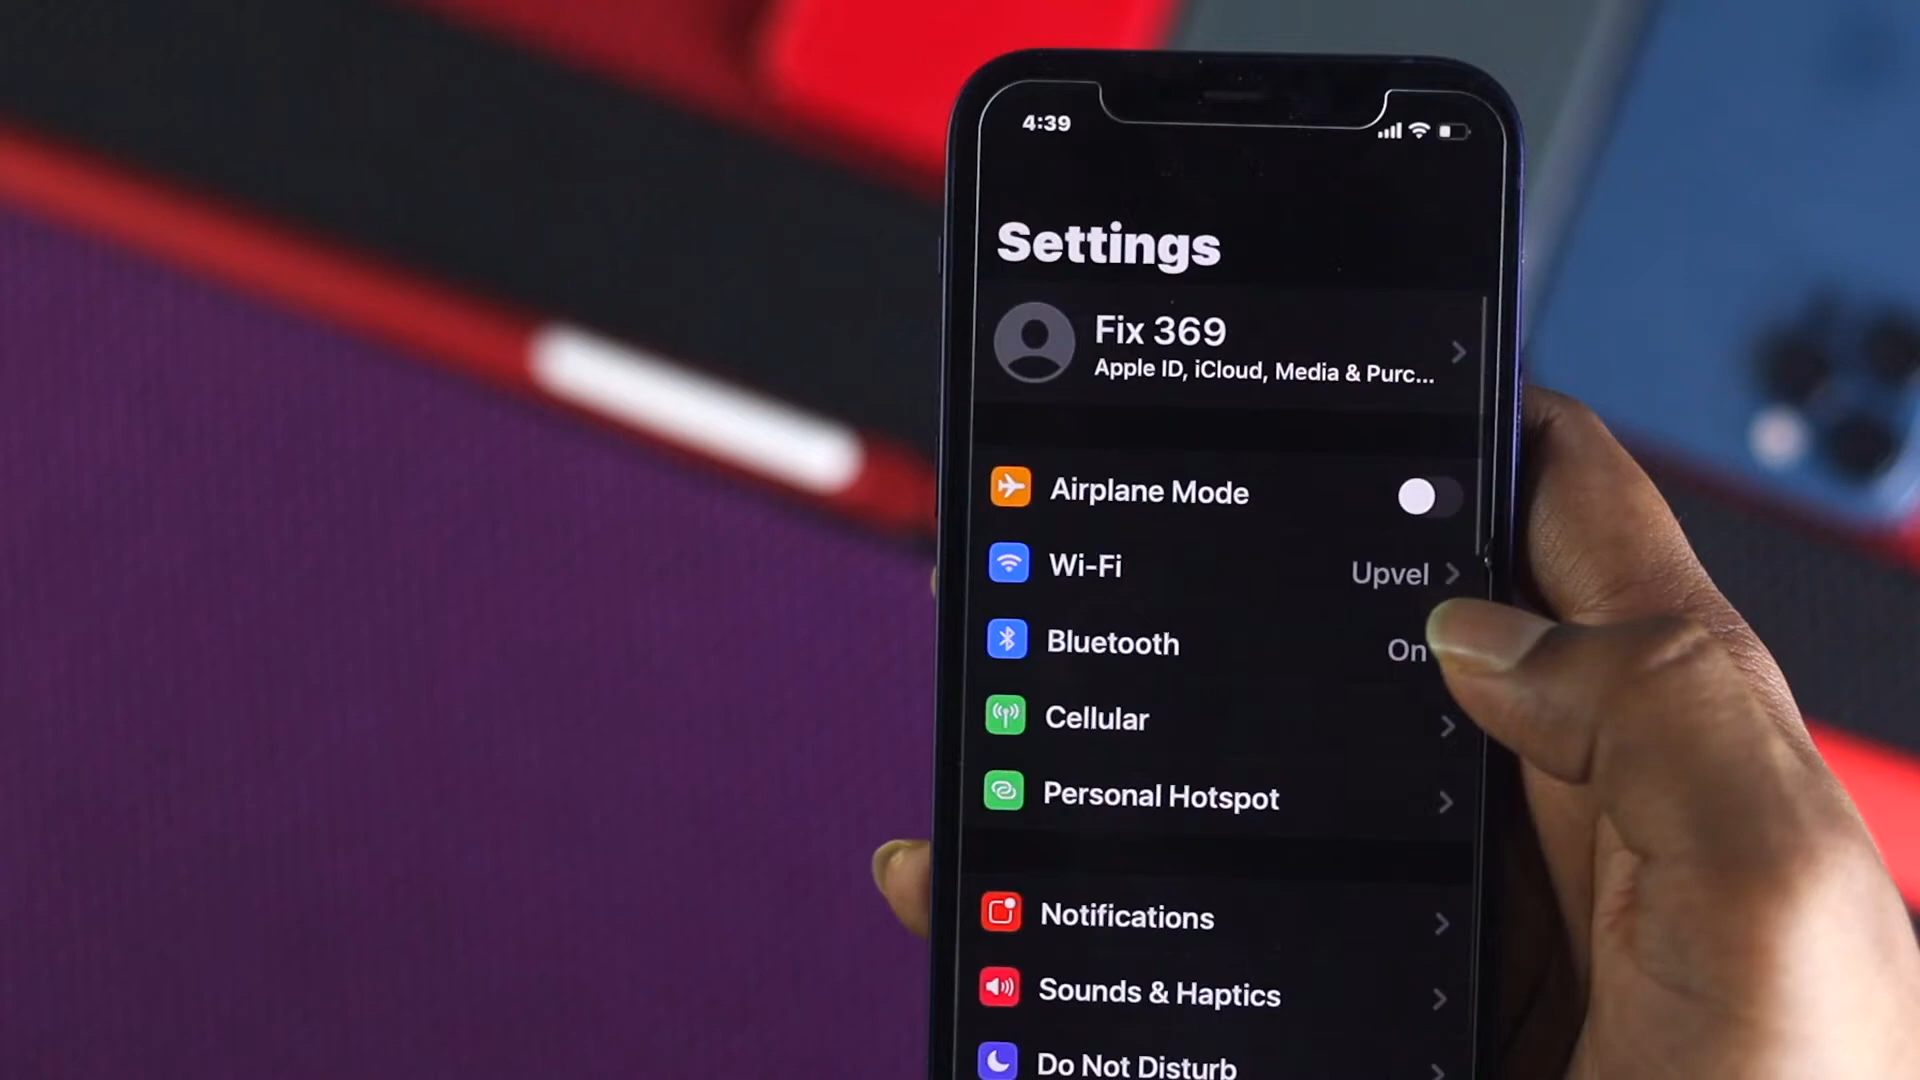 4:39
Settings
Fix 369
Apple ID, iCloud, Media & Purc...
Airplane Mode
Wi-Fi
Upvel
Bluetooth
On
Cellular
Personal Hotspot
Notifications
Sounds & Haptics
Do Not Disturb